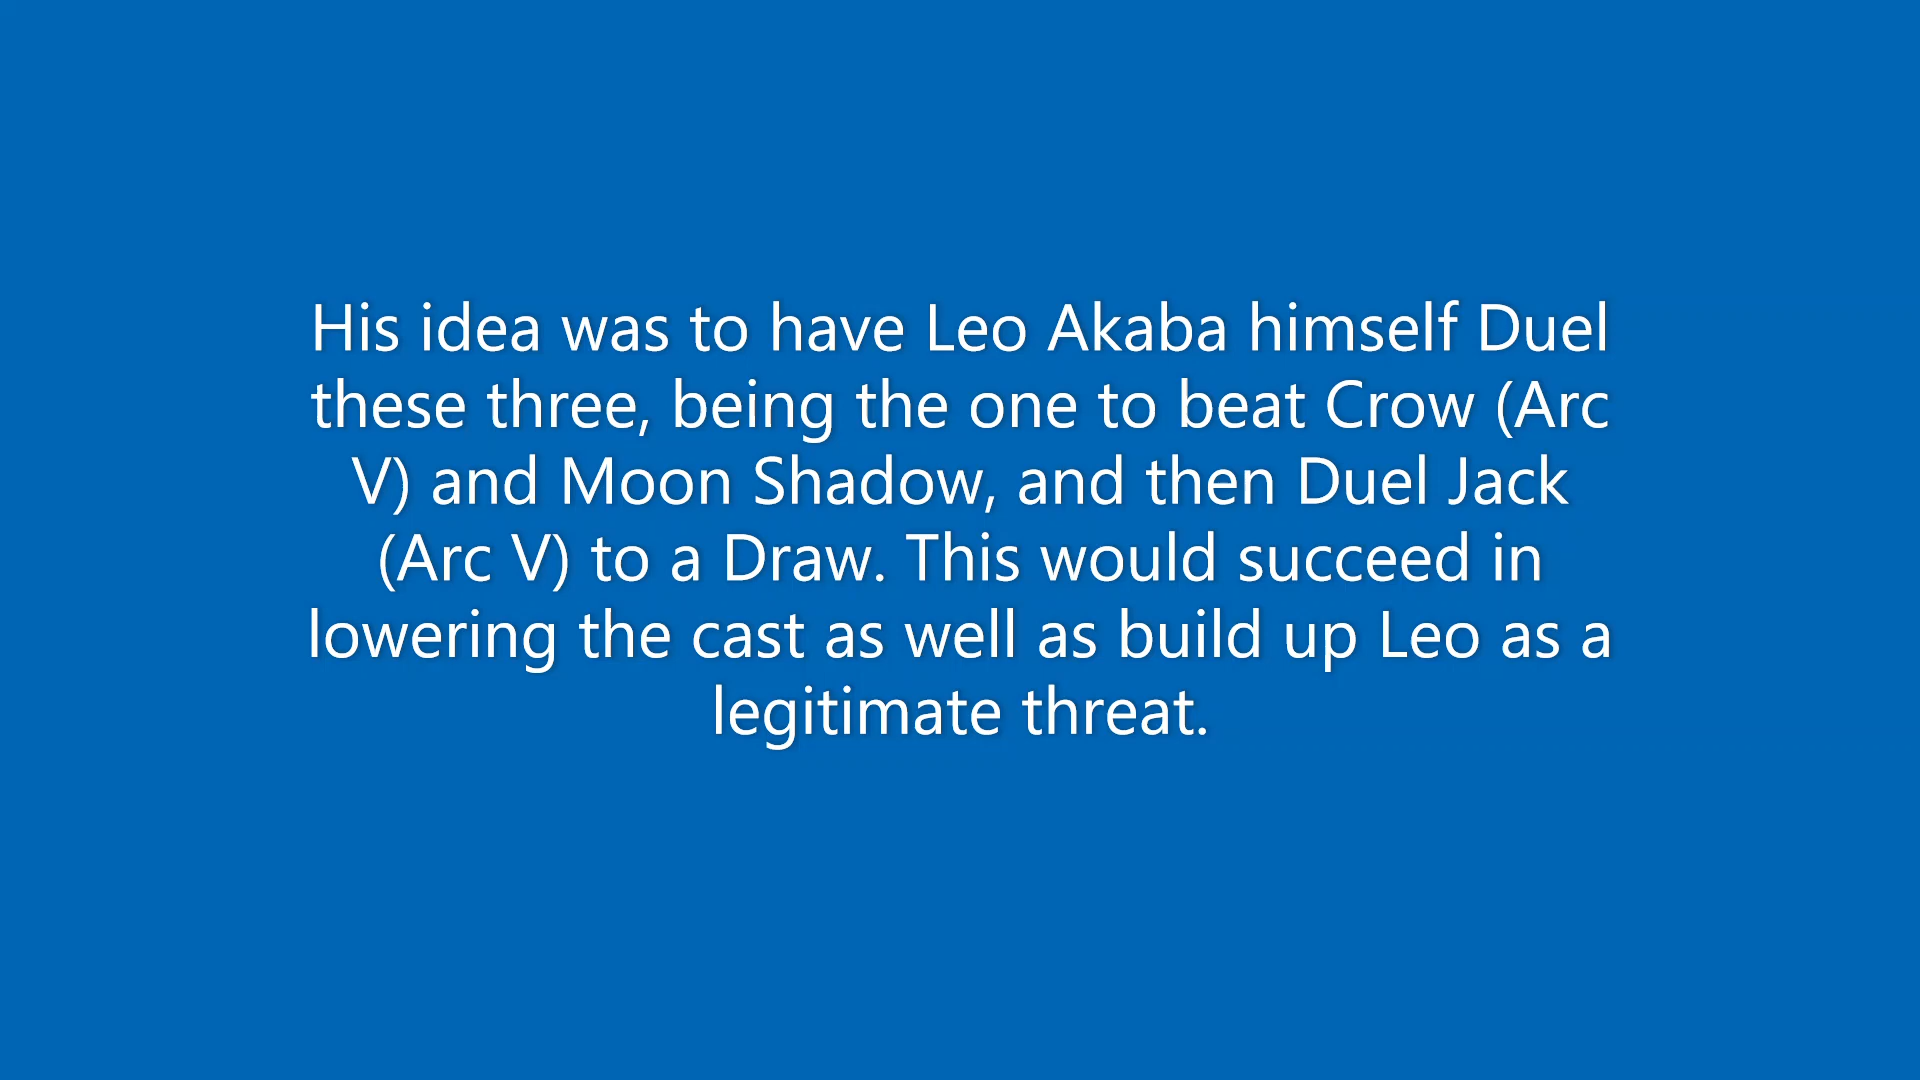 His idea was to have Leo Akaba himself Duel
these three, being the one to beat Crow (Arc
V) and Moon Shadow, and then Duel Jack
(Arc V) to a Draw. This would succeed in
lowering the cast as well as build up Leo as a
legitimate threat.